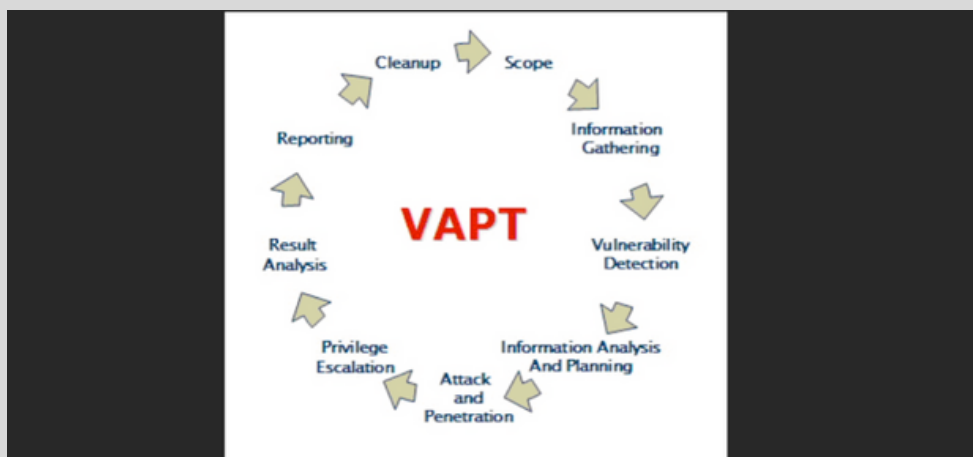 Cleanup
Scope
Reporting
Information
Gathering
VAPT
Result
Analysis
Vulnerability
Detection
Privilege
Escalation
Information Analysis
And Planning
Attack
and
Penetration